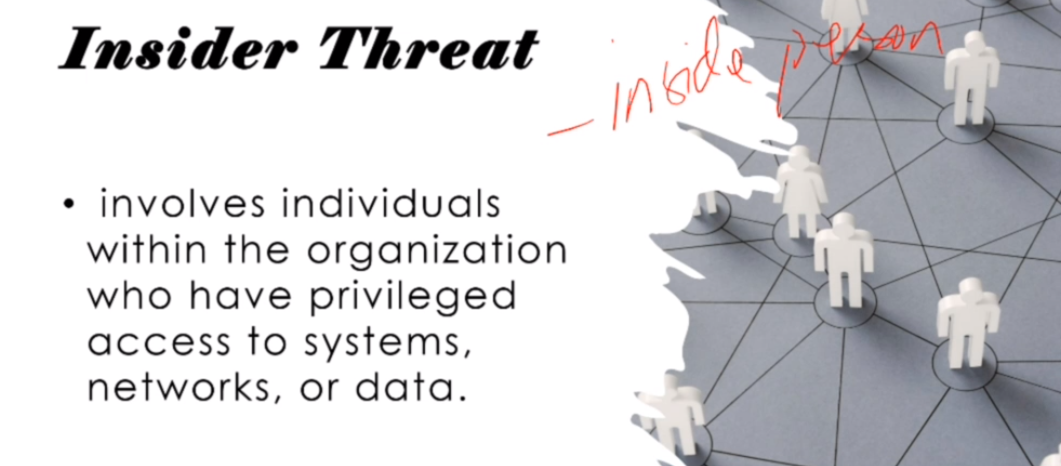 Insider Threat
– inside person
• involves individuals
within the organization
who have privileged
access to systems,
networks, or data.